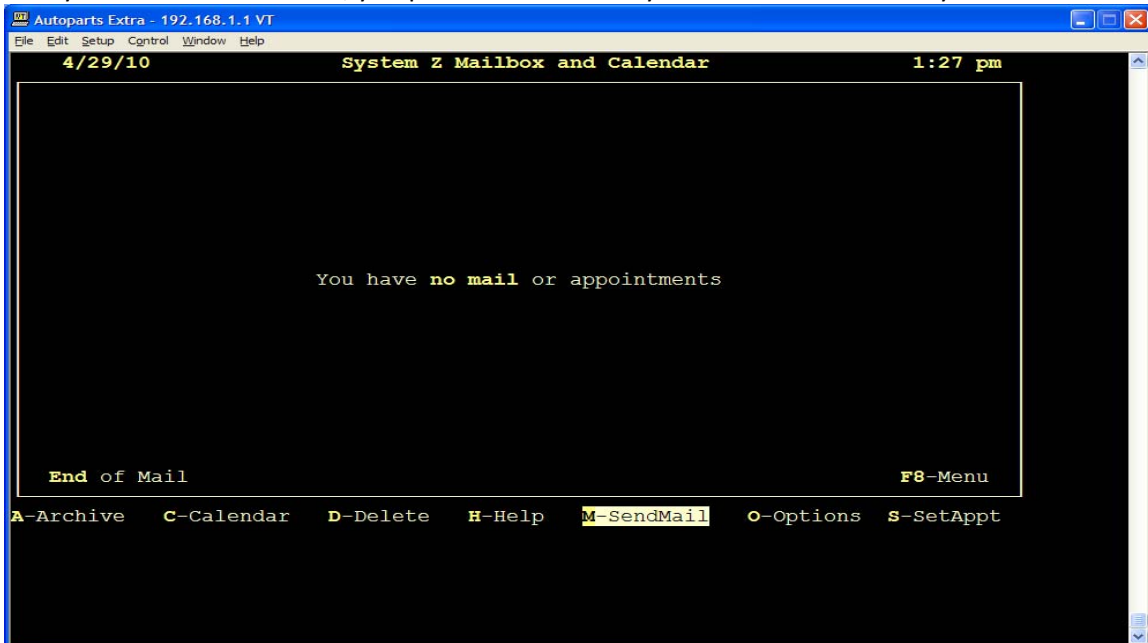 Autoparts Extra - 192.168.1.1 VT
File Edit Setup Control Window Help
4/29/10 System Z Mailbox and Calendar 1:27 pm
You have no mail or appointments
End of Mail F8-Menu
A-Archive C-Calendar D-Delete H-Help M-SendMail O-Options S-SetAppt